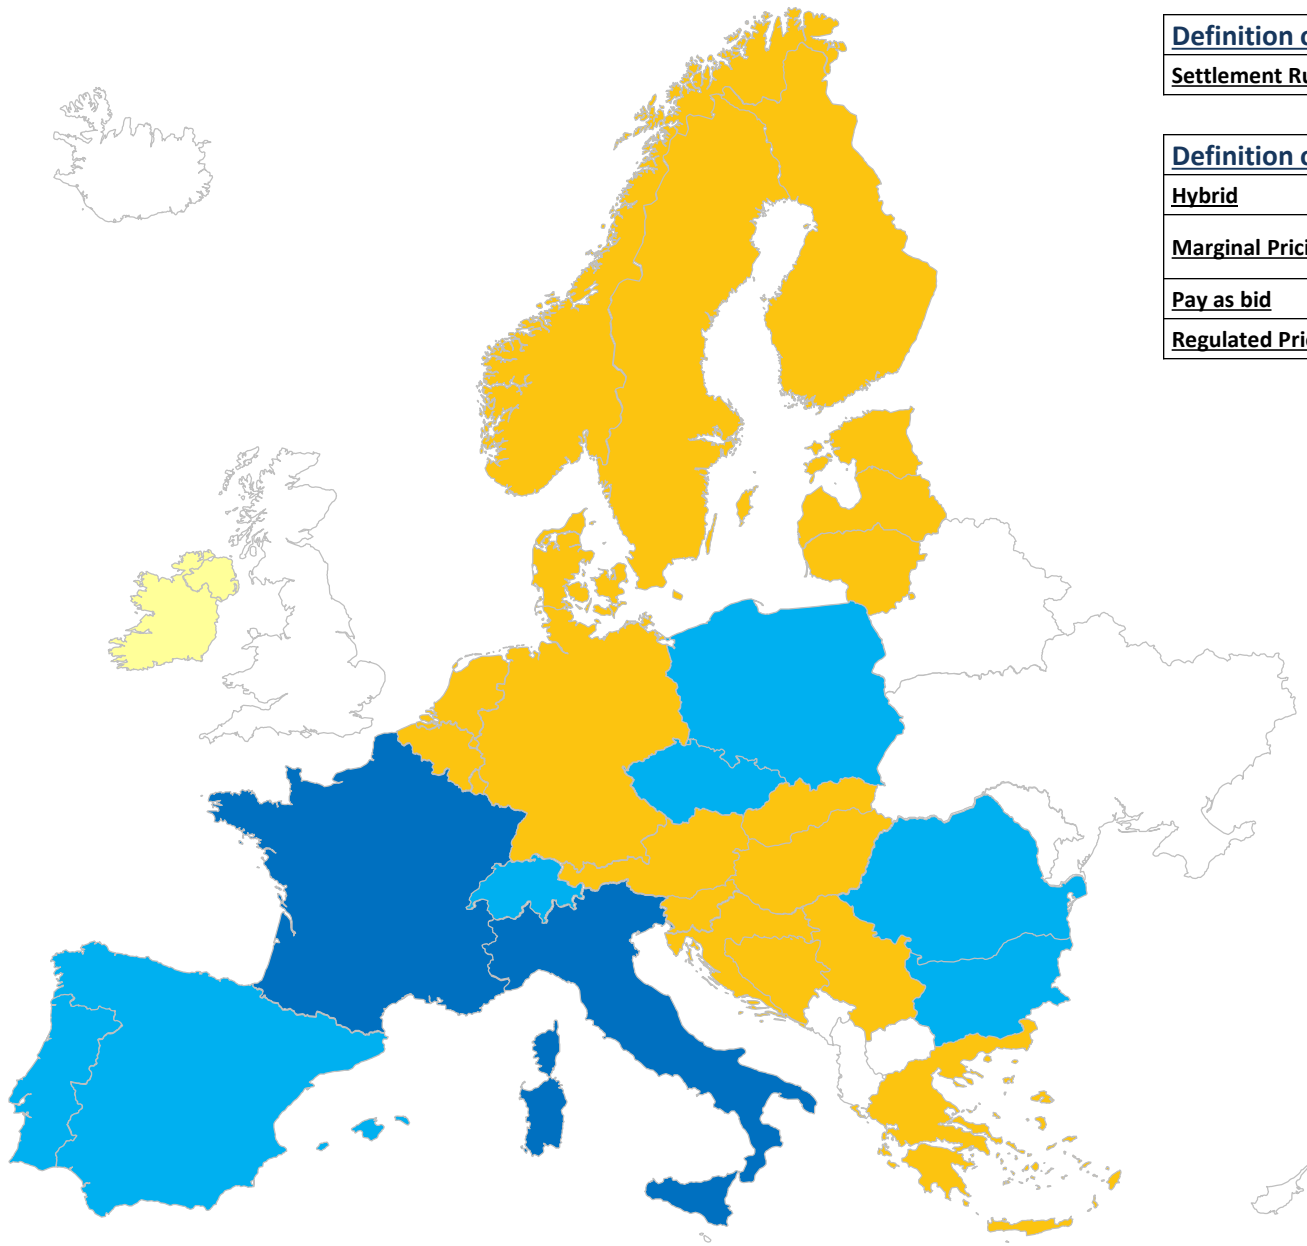 Definition
Settlement
Definition
Hybrid
Marginal
Pay as bid
Regulated